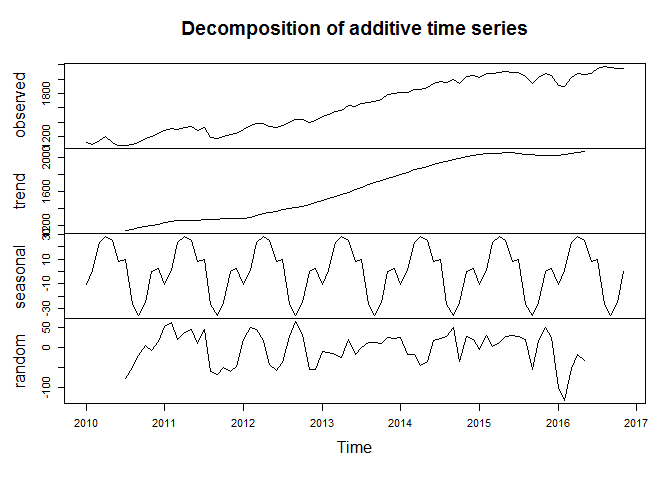 Decomposition of additive time series
observed
1200 1800
trend
1200 1600 2000
seasonal
-30 -10 10
random
-100 0 50
2010 2011 2012 2013 2014 2015 2016 2017
Time